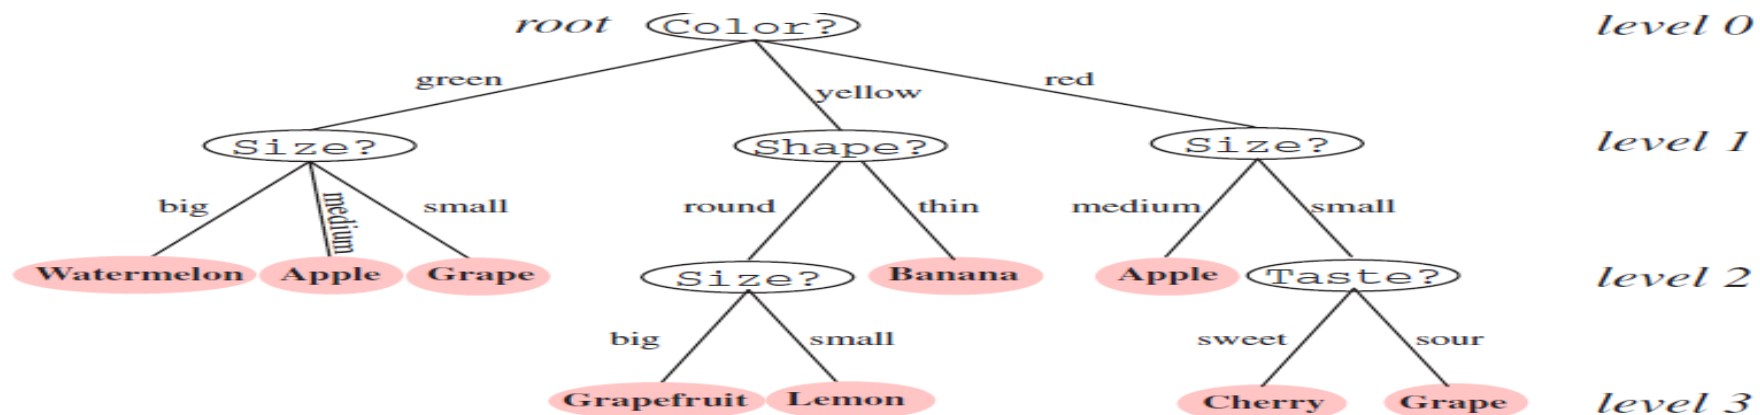 root Color? level 0
green yellow red
Size? Shape? Size? level 1
big medium small round thin medium small
Watermelon Apple Grape Size? Banana Apple Taste? level 2
big small sweet sour
Grapefruit Lemon Cherry Grape level 3